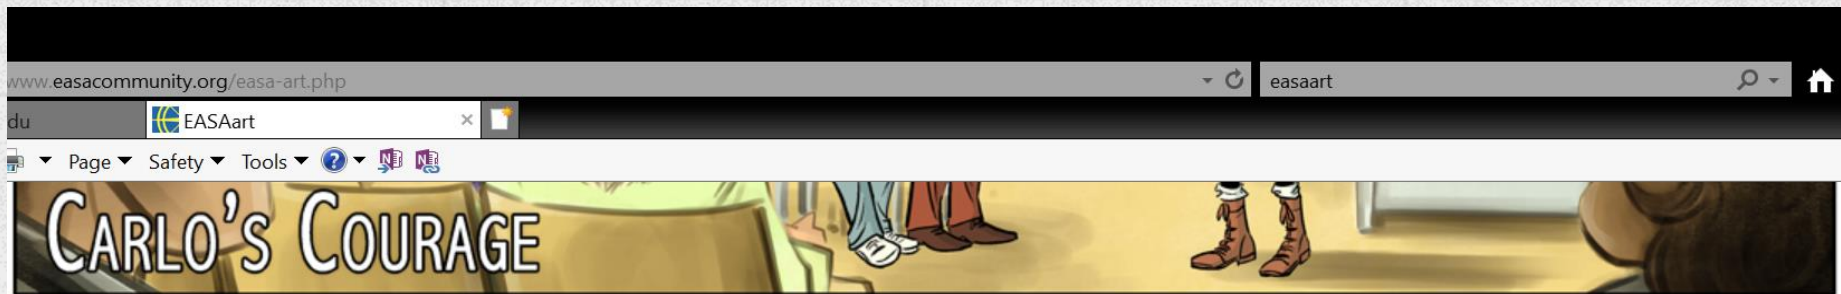 www.easacommunity.org/easa-art.php easaart
du EASAart
Page Safety Tools ? N N
CARLO'S COURAGE